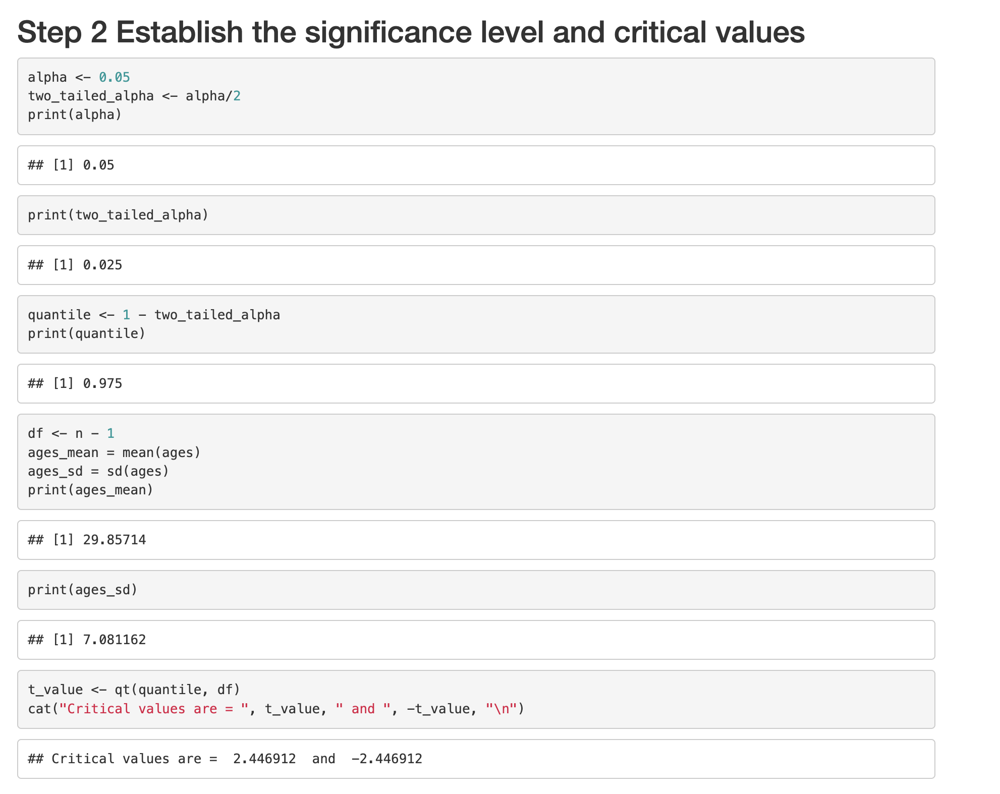 Step 2 Establish the significance level and critical values
alpha <- 0.05
two_tailed_alpha <- alpha/2
print(alpha)
## [1] 0.05
print(two_tailed_alpha)
## [1] 0.025
quantile <- 1 - two_tailed_alpha
print(quantile)
## [1] 0.975
df <- n - 1
ages_mean = mean(ages)
ages_sd = sd(ages)
print(ages_mean)
## [1] 29.85714
print(ages_sd)
## [1] 7.081162
t_value <- qt(quantile, df)
cat("Critical values are = ", t_value, " and ", -t_value, "\n")
## Critical values are =  2.446912  and  -2.446912